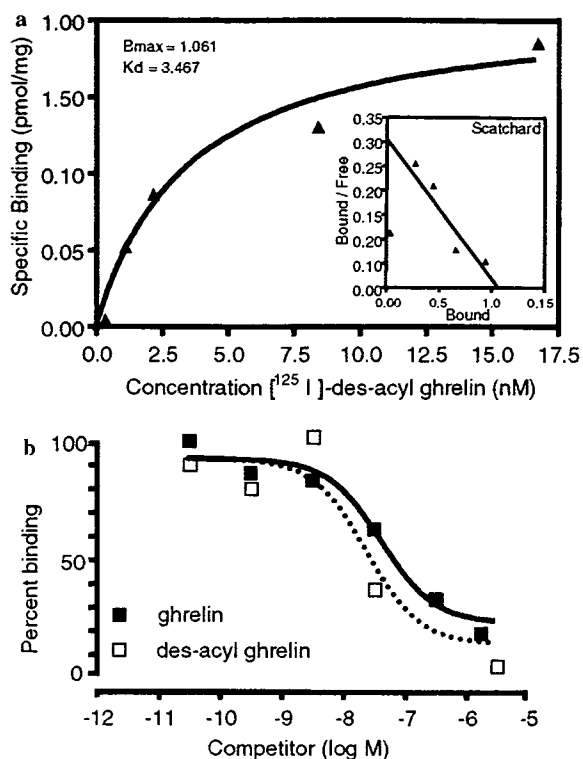 a
Bmax = 1.061
Kd = 3.467
Specific Binding (pmol/mg)
1.00
1.50
0.10
0.05
0.00
0.0
2.5
5.0
7.5
10.0
12.5
15.0
17.5
Concentration [125 I]-des-acyl ghrelin (nM)
Scatchard
Bound / Free
0.35
0.30
0.20
0.25
0.15
0.10
0.05
0.00
0.00
0.5
1.0
0.15
Bound
b
Percent binding
100
50
0
ghrelin
des-acyl ghrelin
-12
-11
-10
-9
-8
-7
-6
-5
Competitor (log M)